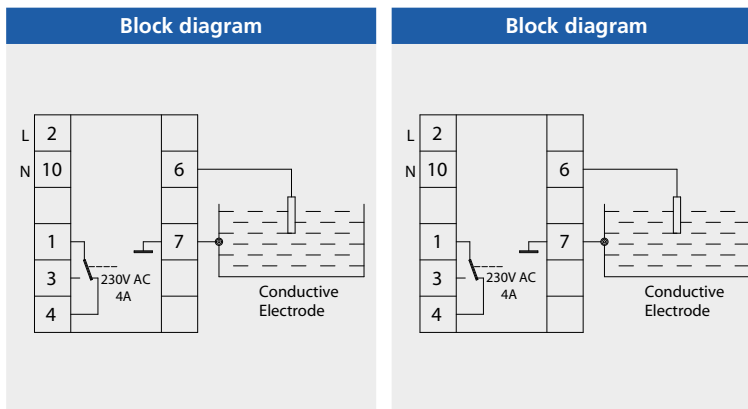 Block diagram
L 2
N 10 6
1 7
3 230V AC
4A
4
Conductive
Electrode
Block diagram
L 2
N 10 6
1 7
3 230V AC
4A
4
Conductive
Electrode